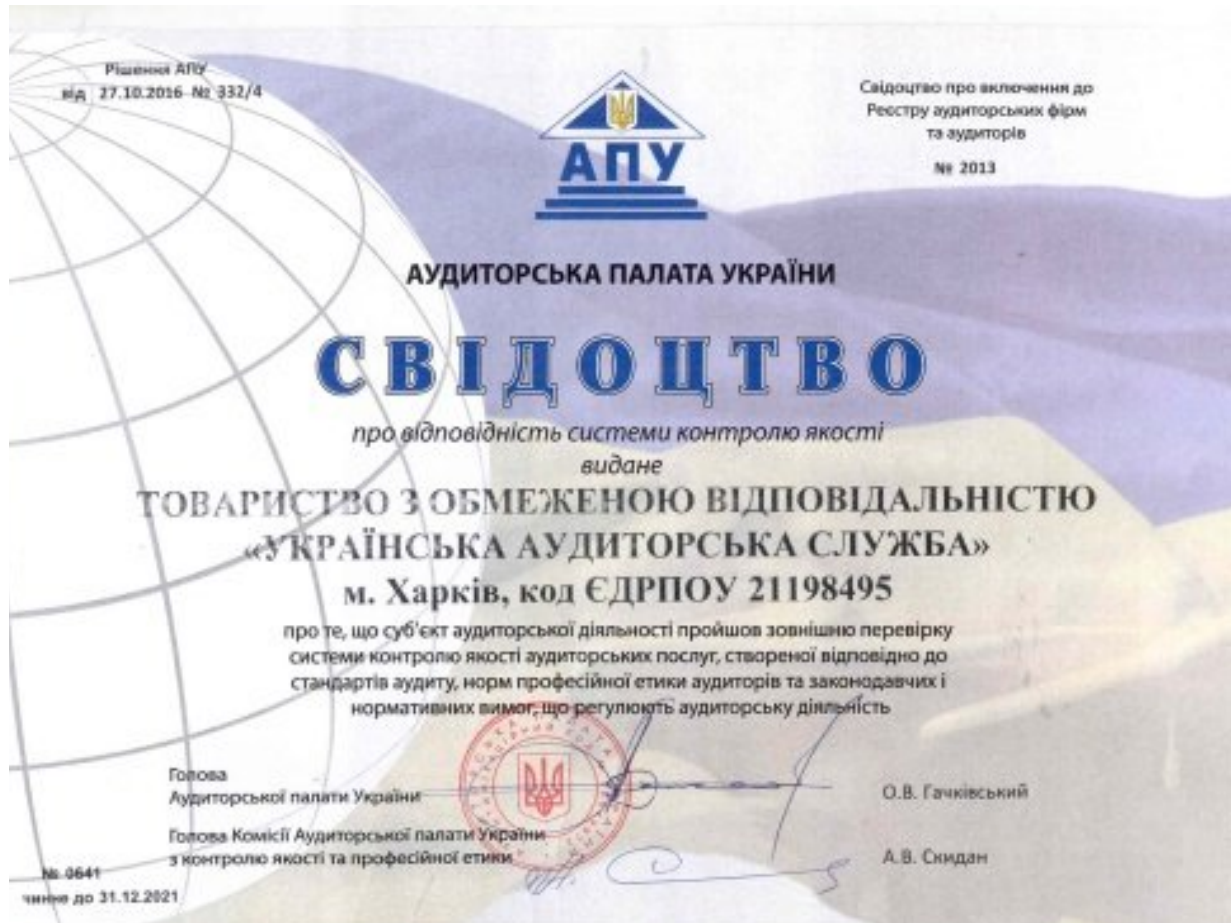 Рішення АПУ
від 27.10.2016 № 332/4
Свідоцтво про включення до
Реєстру аудиторських фірм
та аудиторів
№ 2013
АПУ
АУДИТОРСЬКА ПАЛАТА УКРАЇНИ
СВІДОЦТВО
про відповідність системи контролю якості
видане
ТОВАРИСТВО З ОБМЕЖЕНОЮ ВІДПОВІДАЛЬНІСТЮ
«УКРАЇНСЬКА АУДИТОРСЬКА СЛУЖБА»
м. Харків, код ЄДРПОУ 21198495
про те, що суб'єкт аудиторської діяльності пройшов зовнішню перевірку
системи контролю якості аудиторських послуг, створеної відповідно до
стандартів аудиту, норм професійної етики аудиторів та законодавчих і
нормативних вимог, що регулюють аудиторську діяльність
Голова
Аудиторської палати України
О.В. Гачківський
Голова Комісії Аудиторської палати України
з контролю якості та професійної етики
А.В. Скидан
№ 0641
чинне до 31.12.2021